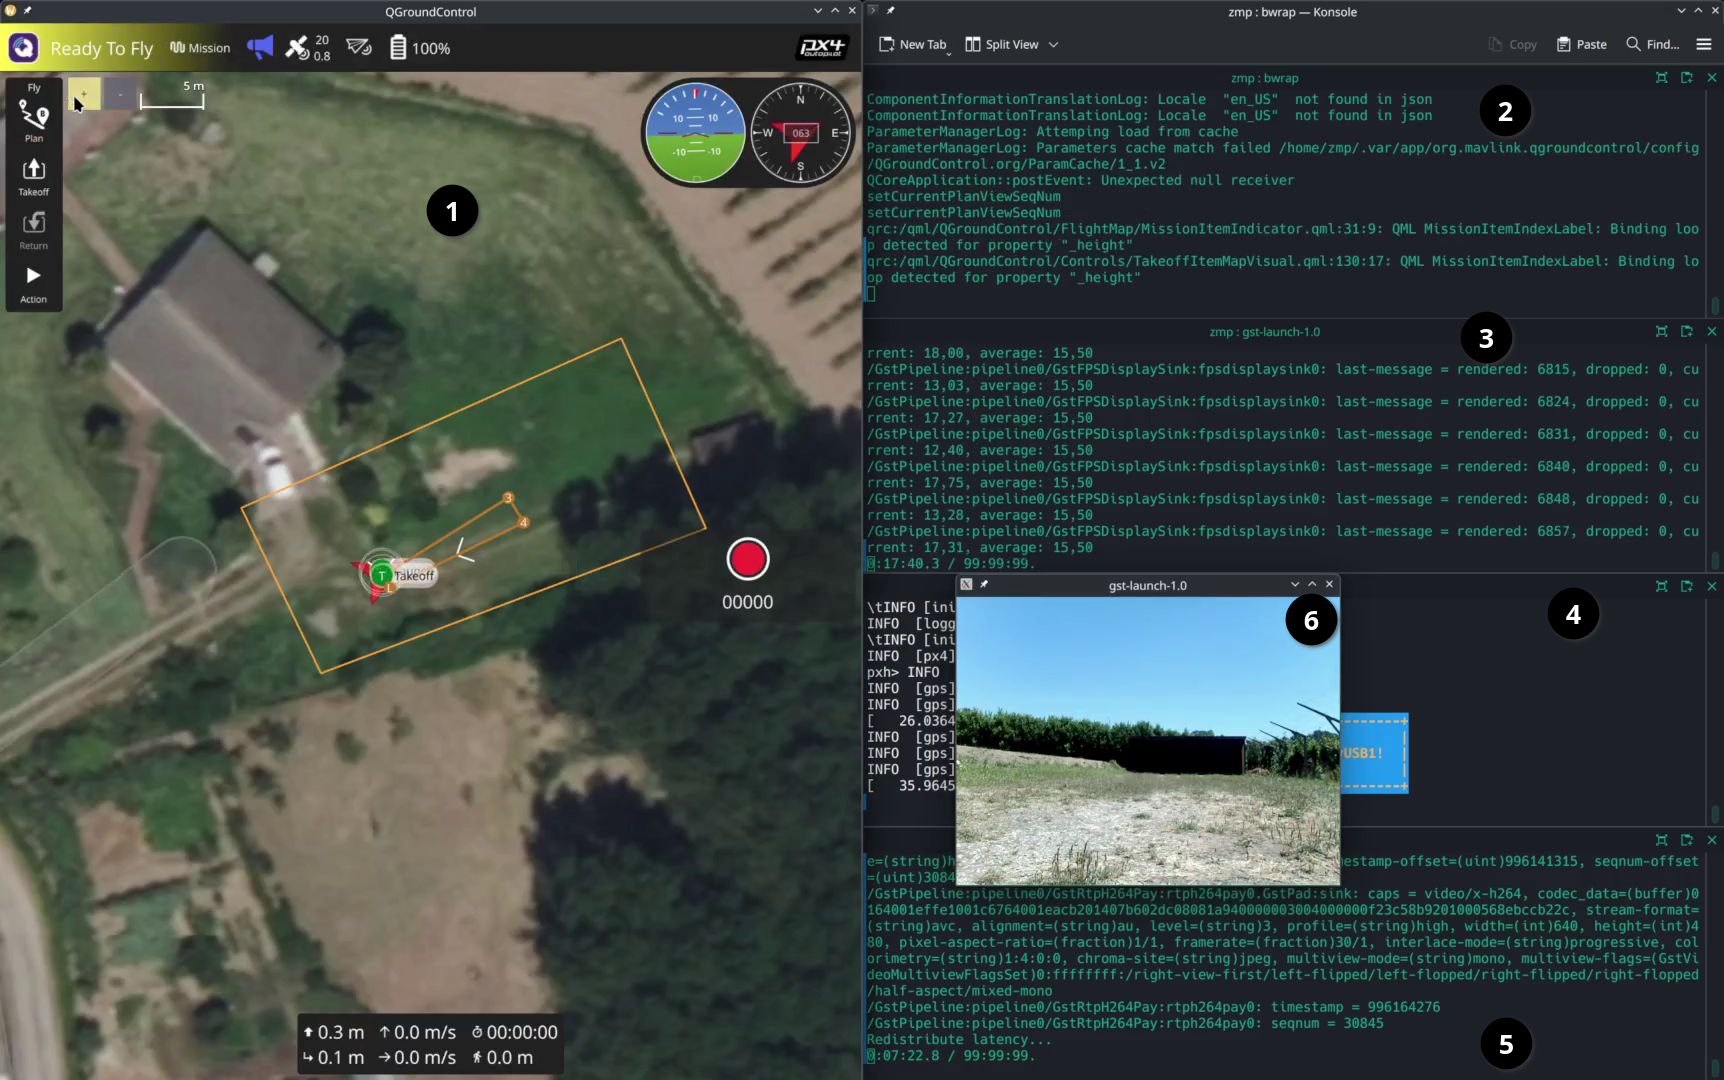 QGroundControl
Ready To Fly
Mission
20
0.8
100%
px4
autopilot
Fly
Plan
Takeoff
Return
Action
+
-
5 m
10 10
-10 -10
N
W 063 E
S
1
3
4
T
Takeoff
L
00000
0.3 m 0.0 m/s 00:00:00
0.1 m 0.0 m/s 0.0 m
zmp : bwrap — Konsole
New Tab
Split View
Copy
Paste
Find...
zmp : bwrap
2
ComponentInformationTranslationLog: Locale "en_US" not found in json
ComponentInformationTranslationLog: Locale "en_US" not found in json
ParameterManagerLog: Attemping load from cache
ParameterManagerLog: Parameters cache match failed /home/zmp/.var/app/org.mavlink.qgroundcontrol/config
/QGroundControl.org/ParamCache/1_1.v2
QCoreApplication::postEvent: Unexpected null receiver
setCurrentPlanViewSeqNum
setCurrentPlanViewSeqNum
qrc:/qml/QGroundControl/FlightMap/MissionItemIndicator.qml:31:9: QML MissionItemIndexLabel: Binding loo
p detected for property "_height"
qrc:/qml/QGroundControl/Controls/TakeoffItemMapVisual.qml:130:17: QML MissionItemIndexLabel: Binding lo
op detected for property "_height"
zmp : gst-launch-1.0
3
rrent: 18,00, average: 15,50
/GstPipeline:pipeline0/GstFPSDisplaySink:fpsdisplaysink0: last-message = rendered: 6815, dropped: 0, cu
rrent: 13,03, average: 15,50
/GstPipeline:pipeline0/GstFPSDisplaySink:fpsdisplaysink0: last-message = rendered: 6824, dropped: 0, cu
rrent: 17,27, average: 15,50
/GstPipeline:pipeline0/GstFPSDisplaySink:fpsdisplaysink0: last-message = rendered: 6831, dropped: 0, cu
rrent: 12,40, average: 15,50
/GstPipeline:pipeline0/GstFPSDisplaySink:fpsdisplaysink0: last-message = rendered: 6840, dropped: 0, cu
rrent: 17,75, average: 15,50
/GstPipeline:pipeline0/GstFPSDisplaySink:fpsdisplaysink0: last-message = rendered: 6848, dropped: 0, cu
rrent: 13,28, average: 15,50
/GstPipeline:pipeline0/GstFPSDisplaySink:fpsdisplaysink0: last-message = rendered: 6857, dropped: 0, cu
rrent: 17,31, average: 15,50
0:17:40.3 / 99:99:99.
gst-launch-1.0
6
4
\tINFO [ini
INFO [logg
\tINFO [ini
INFO [px4]
pxh> INFO
INFO [gps]
INFO [gps]
[ 26.0364
INFO [gps]
INFO [gps]
USB1!
INFO [gps]
[ 35.9645
e=(string)h estamp-offset=(uint)996141315, seqnum-offset
=(uint)3084
/GstPipeline:pipeline0/GstRtpH264Pay:rtph264pay0.GstPad:sink: caps = video/x-h264, codec_data=(buffer)0
164001effe1001c6764001eacb201407b602dc08081a940000003004000000f23c58b9201000568ebccb22c, stream-format=
(string)avc, alignment=(string)au, level=(string)3, profile=(string)high, width=(int)640, height=(int)4
80, pixel-aspect-ratio=(fraction)1/1, framerate=(fraction)30/1, interlace-mode=(string)progressive, col
orimetry=(string)1:4:0:0, chroma-site=(string)jpeg, multiview-mode=(string)mono, multiview-flags=(GstVi
deoMultiviewFlagsSet)0:ffffffff:/right-view-first/left-flipped/left-flopped/right-flipped/right-flopped
/half-aspect/mixed-mono
/GstPipeline:pipeline0/GstRtpH264Pay:rtph264pay0: timestamp = 996164276
/GstPipeline:pipeline0/GstRtpH264Pay:rtph264pay0: seqnum = 30845
Redistribute latency...
0:07:22.8 / 99:99:99.
5